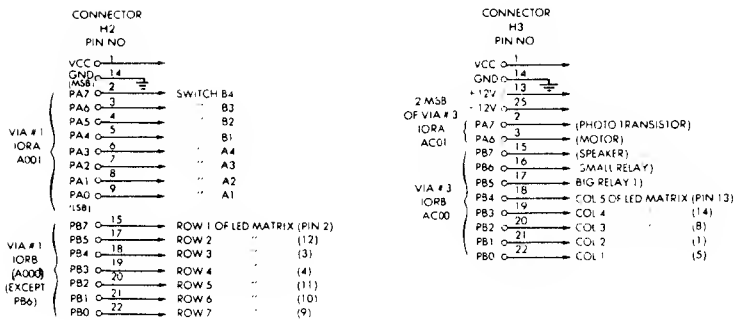 CONNECTOR
H2
PIN NO
VCC 1
GND 14
(MSB)
PA7 2 SWITCH B4
PA6 3 " B3
PA5 4 " B2
PA4 5 " B1
PA3 6 " A4
PA2 7 " A3
PA1 8 " A2
PA0 9 " A1
(LSB)
VIA #1
IORA
A001
PB7 15 ROW 1 OF LED MATRIX (PIN 2)
PB5 17 ROW 2 " (12)
PB4 18 ROW 3 " (3)
PB3 19 ROW 4 " (4)
PB2 20 ROW 5 " (11)
PB1 21 ROW 6 " (10)
PB0 22 ROW 7 " (9)
VIA #1
IORB
(A000)
(EXCEPT
PB6)
CONNECTOR
H3
PIN NO
VCC 1
GND 14
+12V 13
+12V 25
2 MSB
OF VIA #3
IORA
AC01
PA7 2 (PHOTO TRANSISTOR)
PA6 3 (MOTOR)
PB7 15 (SPEAKER)
PB6 16 SMALL RELAY)
PB5 17 BIG RELAY 1)
PB4 18 COL 5 OF LED MATRIX (PIN 13)
PB3 19 COL 4 (14)
PB2 20 COL 3 " (8)
PB1 21 COL 2 (1)
PB0 22 COL 1 (5)
VIA #3
IORB
AC00